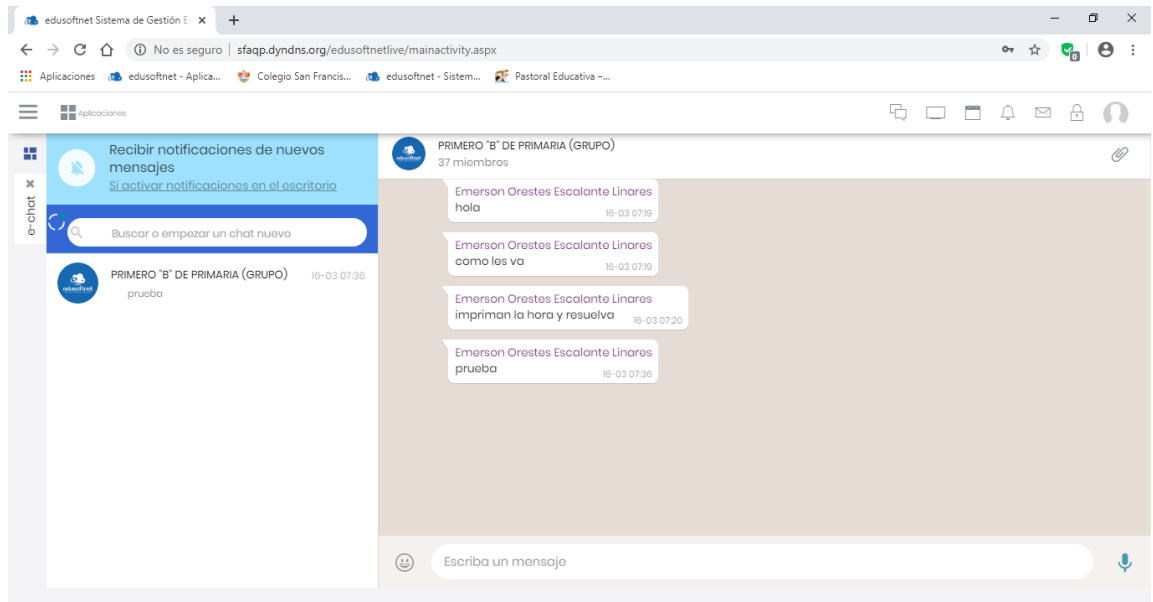 edusoftnet Sistema de Gestión E
No es seguro | sfaqp.dyndns.org/edusoftnetlive/mainactivity.aspx
0
Aplicaciones edusoftnet - Aplica... Colegio San Francis... edusoftnet - Sistem... Pastoral Educativa –...
Aplicaciones
e-chat
Recibir notificaciones de nuevos
mensajes
Si activar notificaciones en el escritorio
Buscar o empezar un chat nuevo
edusoftnet
PRIMERO "B" DE PRIMARIA (GRUPO) 16-03 07:36
prueba
edusoftnet
PRIMERO "B" DE PRIMARIA (GRUPO)
37 miembros
Emerson Orestes Escalante Linares
hola 16-03 07:19
Emerson Orestes Escalante Linares
como les va 16-03 07:19
Emerson Orestes Escalante Linares
impriman la hora y resuelva 16-03 07:20
Emerson Orestes Escalante Linares
prueba 16-03 07:36
Escriba un mensaje